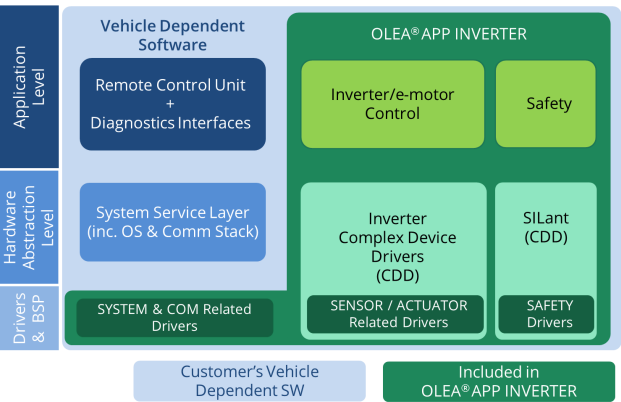 Application
Level
Hardware
Abstraction
Level
Drivers
& BSP
Vehicle Dependent
Software
Remote Control Unit
+
Diagnostics Interfaces
System Service Layer
(inc. OS & Comm Stack)
SYSTEM & COM Related
Drivers
OLEA® APP INVERTER
Inverter/e-motor
Control
Safety
Inverter
Complex Device
Drivers
(CDD)
SILant
(CDD)
SENSOR / ACTUATOR
Related Drivers
SAFETY
Drivers
Customer's Vehicle
Dependent SW
Included in
OLEA® APP INVERTER